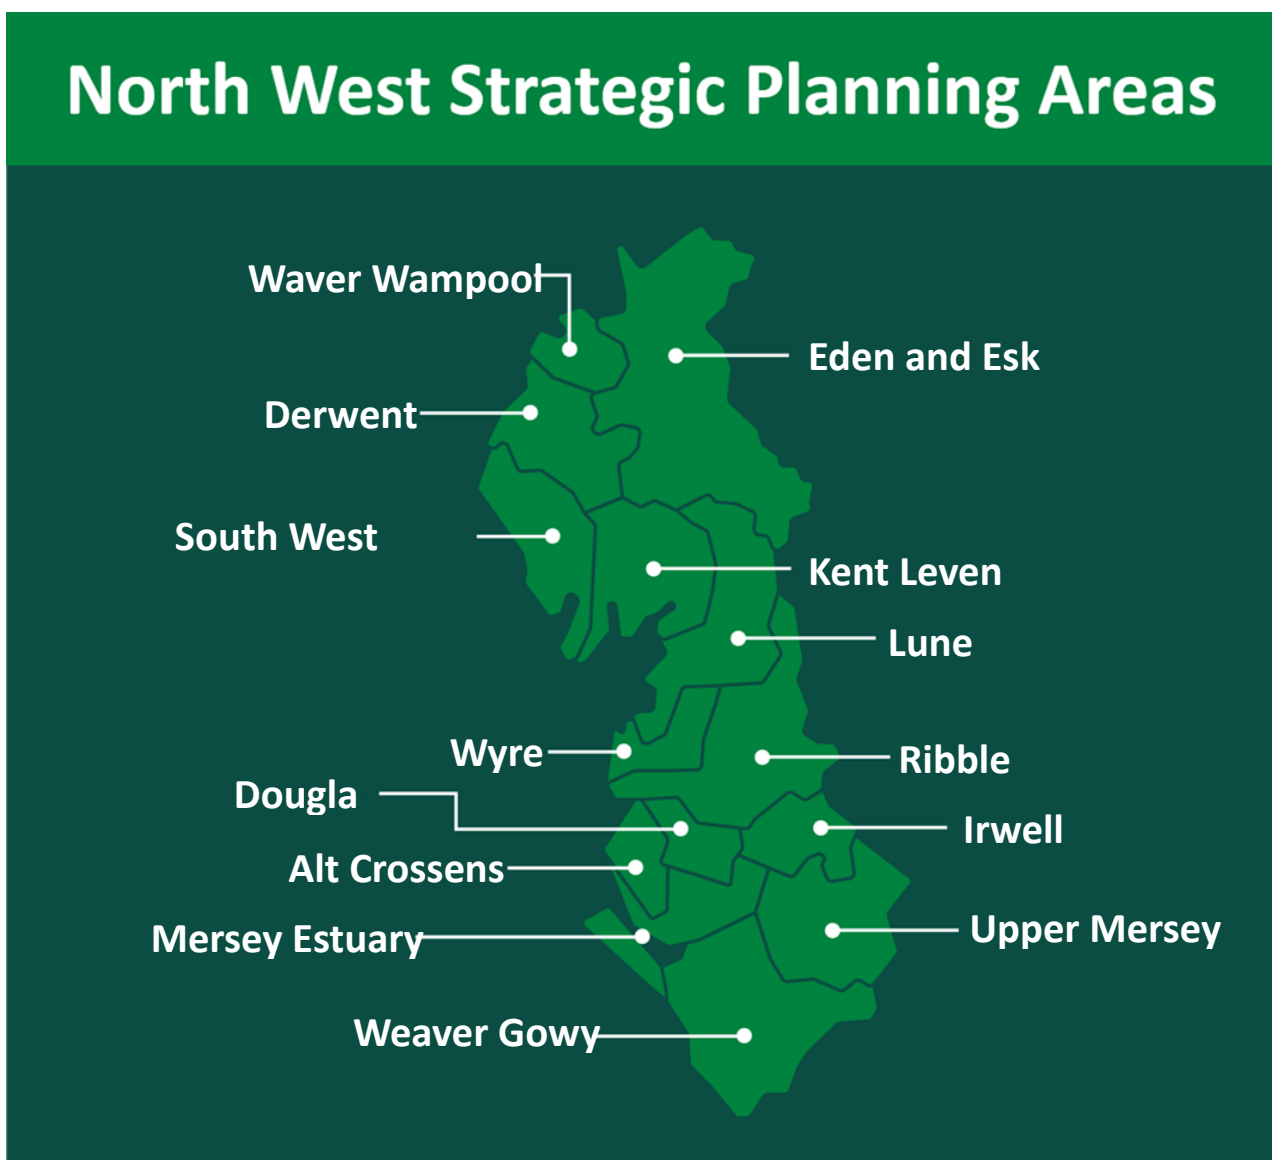 North West Strategic Planning Areas
Waver Wampool
Eden and Esk
Derwent
South West
Kent Leven
Lune
Wyre
Ribble
Dougla
Irwell
Alt Crossens
Upper Mersey
Mersey Estuary
Weaver Gowy